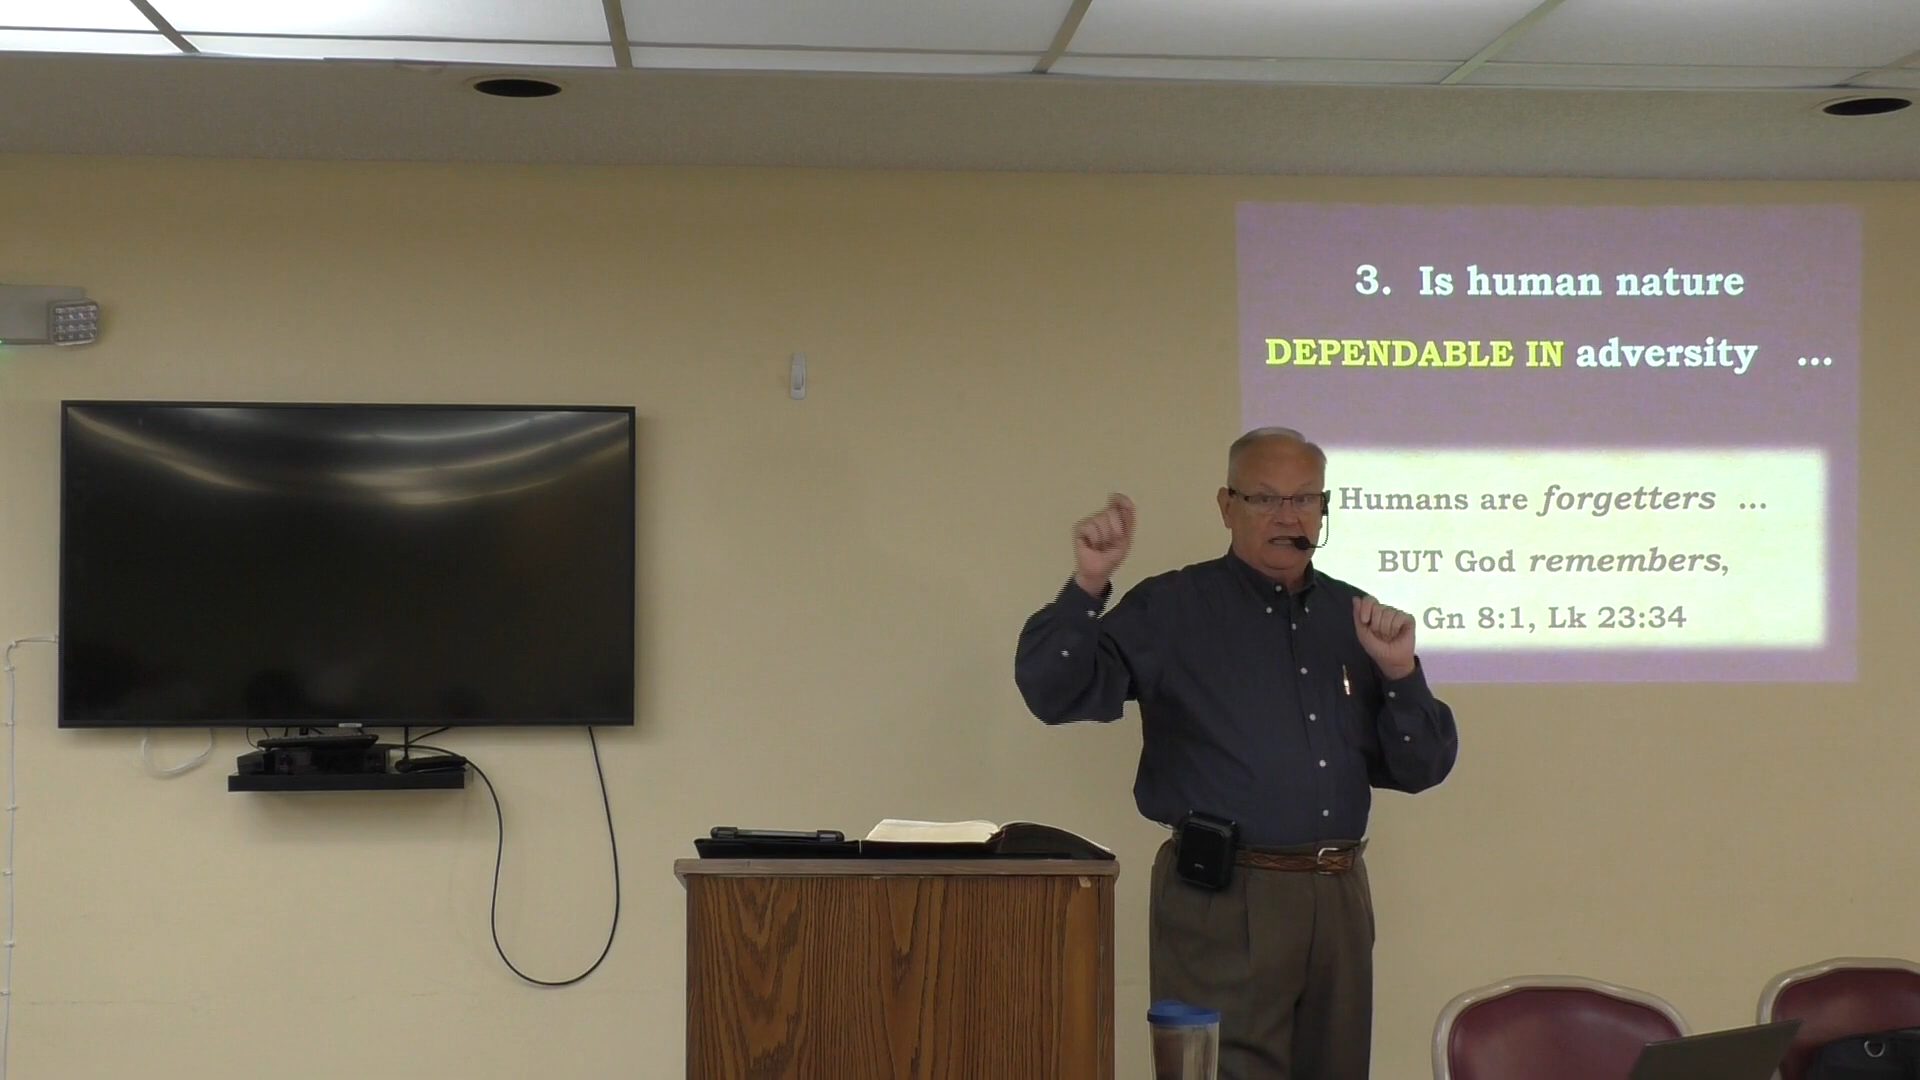 3. Is human nature
DEPENDABLE IN adversity ...
Humans are forgetters ...
BUT God remembers,
Gn 8:1, Lk 23:34